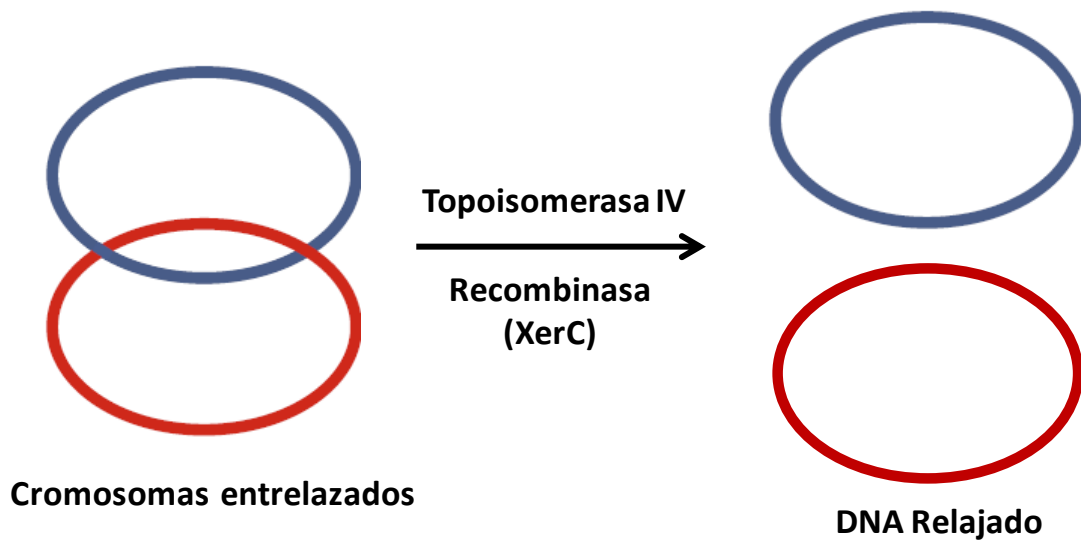 Topoisomerasa IV
Recombinasa
(XerC)
Cromosomas entrelazados
DNA Relajado